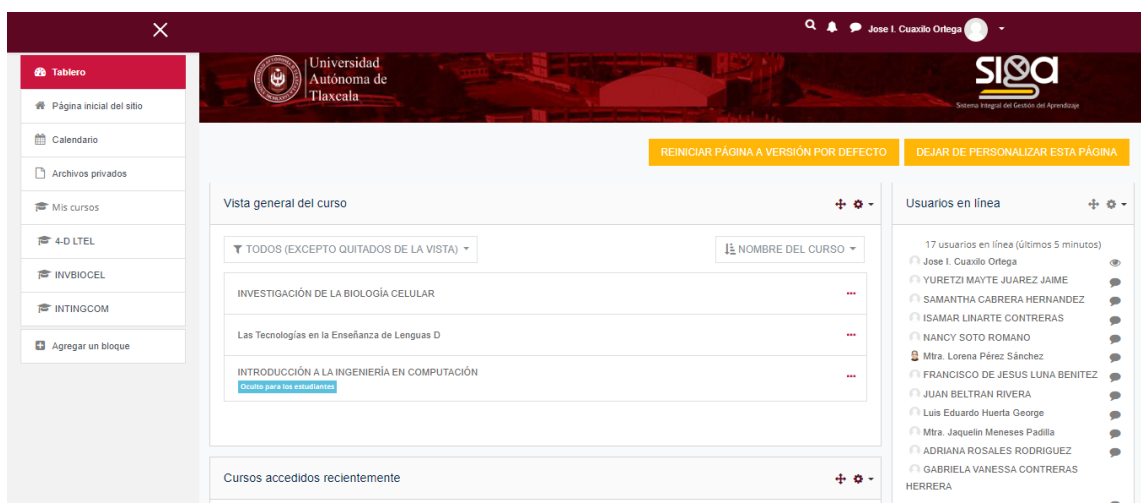 Jose I. Cuaxilo Ortega
Tablero
Página inicial del sitio
Calendario
Archivos privados
Mis cursos
4-D LTEL
INVBIOCEL
INTINGCOM
Agregar un bloque
Universidad
Autónoma de
Tlaxcala
siga
Sistema Integral del Gestión del Aprendizaje
REINICIAR PÁGINA A VERSIÓN POR DEFECTO
DEJAR DE PERSONALIZAR ESTA PÁGINA
Vista general del curso
TODOS (EXCEPTO QUITADOS DE LA VISTA)
NOMBRE DEL CURSO
INVESTIGACIÓN DE LA BIOLOGÍA CELULAR
Las Tecnologías en la Enseñanza de Lenguas D
INTRODUCCIÓN A LA INGENIERÍA EN COMPUTACIÓN
Oculto para los estudiantes
Cursos accedidos recientemente
Usuarios en línea
17 usuarios en línea (últimos 5 minutos)
Jose I. Cuaxilo Ortega
YURETZI MAYTE JUAREZ JAIME
SAMANTHA CABRERA HERNANDEZ
ISAMAR LINARTE CONTRERAS
NANCY SOTO ROMANO
Mtra. Lorena Pérez Sánchez
FRANCISCO DE JESUS LUNA BENITEZ
JUAN BELTRAN RIVERA
Luis Eduardo Huerta George
Mtra. Jaquelin Meneses Padilla
ADRIANA ROSALES RODRIGUEZ
GABRIELA VANESSA CONTRERAS
HERRERA